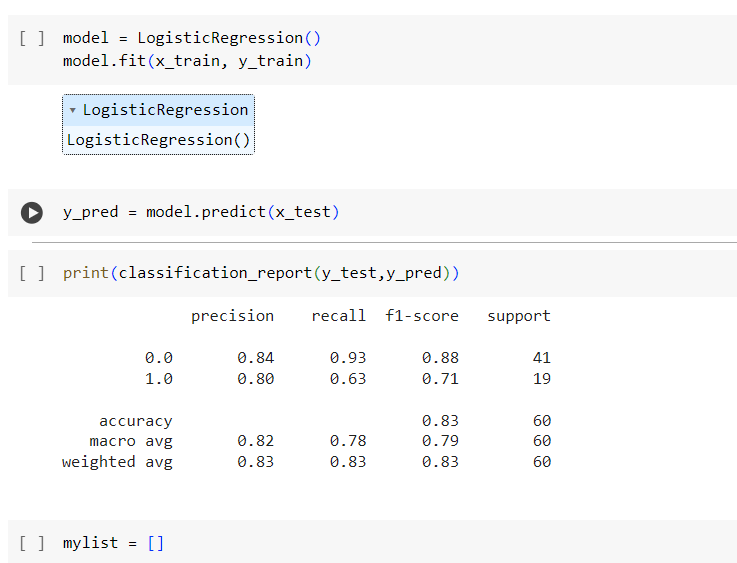 [ ] model = LogisticRegression()
model.fit(x_train, y_train)
▾ LogisticRegression
LogisticRegression()
y_pred = model.predict(x_test)
[ ] print(classification_report(y_test,y_pred))
precision recall f1-score support
0.0 0.84 0.93 0.88 41
1.0 0.80 0.63 0.71 19
accuracy 0.83 60
macro avg 0.82 0.78 0.79 60
weighted avg 0.83 0.83 0.83 60
[ ] mylist = []